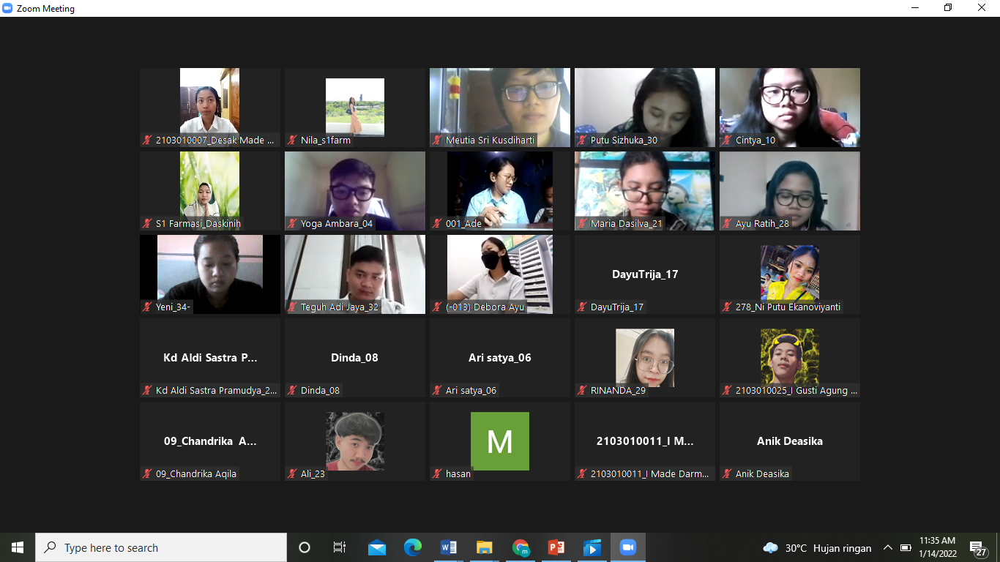 Zoom Meeting
2103010007_Desak Made ...
Nila_s1farm
Meutia Sri Kusdiharti
Putu Sizhuka_30
Cintya_10
S1 Farmasi_Daskinih
Yoga Ambara_04
001_Ade
Maria Dasilva_21
Ayu Ratih_28
Yeni_34-
Teguh Adi Jaya_32
(-013) Debora Ayu
DayuTrija_17
DayuTrija_17
278_Ni Putu Ekanoviyanti
Kd Aldi Sastra P...
Kd Aldi Sastra Pramudya_2...
Dinda_08
Dinda_08
Ari satya_06
Ari satya_06
RINANDA_29
2103010025_I Gusti Agung ...
09_Chandrika A...
09_Chandrika Aqila
Ali_23
M
hasan
2103010011_I M...
2103010011_I Made Darm...
Anik Deasika
Anik Deasika
Type here to search
30°C Hujan ringan
11:35 AM
1/14/2022
27